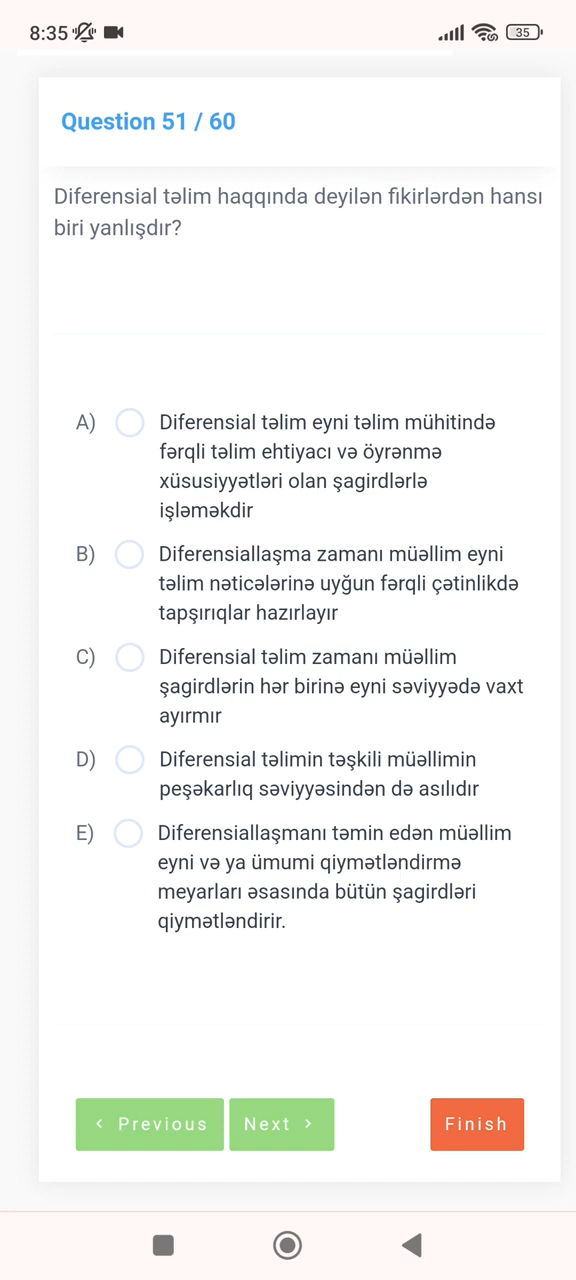 8:35
35
Question 51 / 60
Diferensial təlim haqqında deyilən fikirlərdən hansı
biri yanlışdır?
A) Diferensial təlim eyni təlim mühitində
fərqli təlim ehtiyacı və öyrənmə
xüsusiyyətləri olan şagirdlərlə
işləməkdir
B) Diferensiallaşma zamanı müəllim eyni
təlim nəticələrinə uyğun fərqli çətinlikdə
tapşırıqlar hazırlayır
C) Diferensial təlim zamanı müəllim
şagirdlərin hər birinə eyni səviyyədə vaxt
ayırmır
D) Diferensial təlimin təşkili müəllimin
peşəkarlıq səviyyəsindən də asılıdır
E) Diferensiallaşmanı təmin edən müəllim
eyni və ya ümumi qiymətləndirmə
meyarları əsasında bütün şagirdləri
qiymətləndirir.
‹ Previous Next › Finish